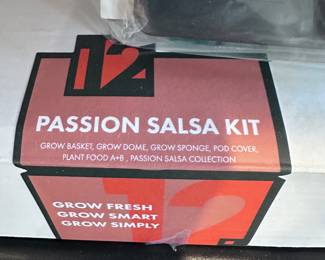 12
PASSION SALSA KIT
GROW BASKET, GROW DOME, GROW SPONGE, POD COVER,
PLANT FOOD A+B , PASSION SALSA COLLECTION
GROW FRESH
GROW SMART
GROW SIMPLY
12.